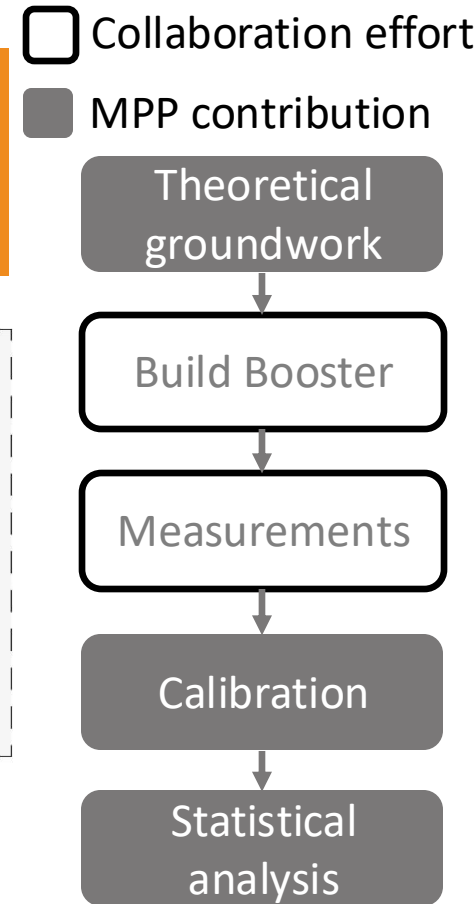 Collaboration effort
MPP contribution
Theoretical
groundwork
Build Booster
Measurements
Calibration
Statistical
analysis